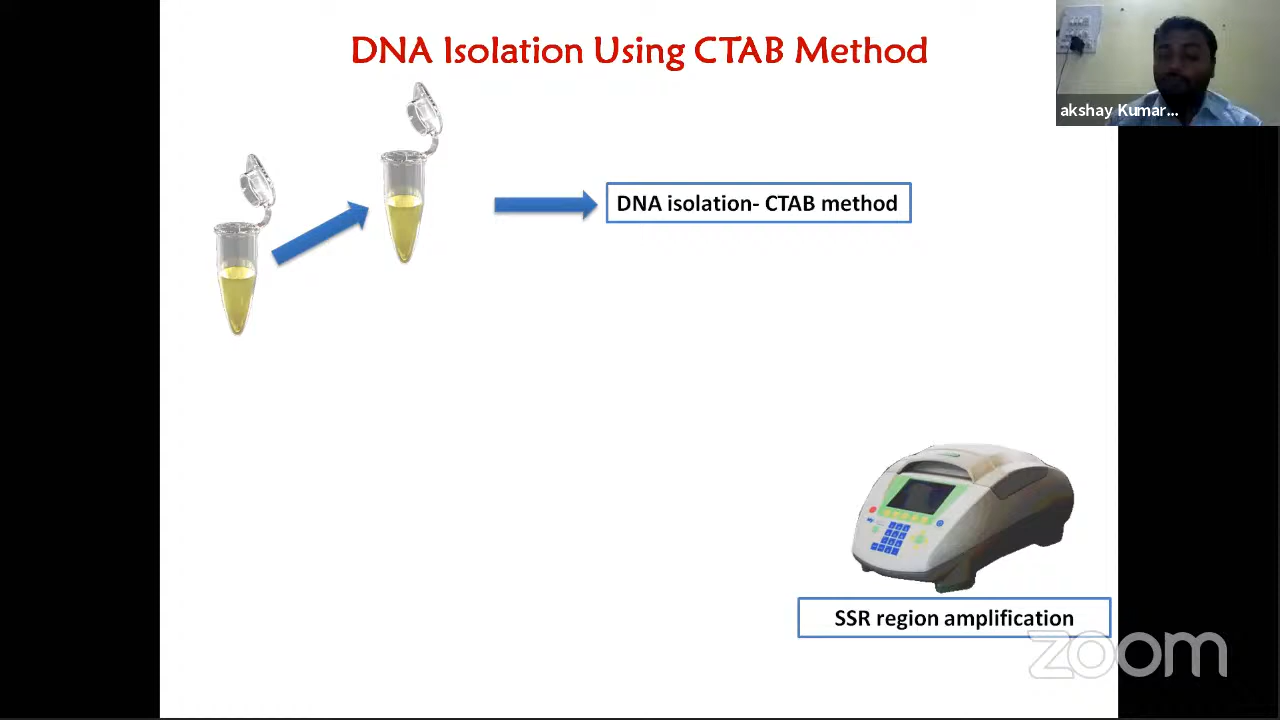 DNA Isolation Using CTAB Method
akshay Kumar...
DNA isolation- CTAB method
SSR region amplification
zoom